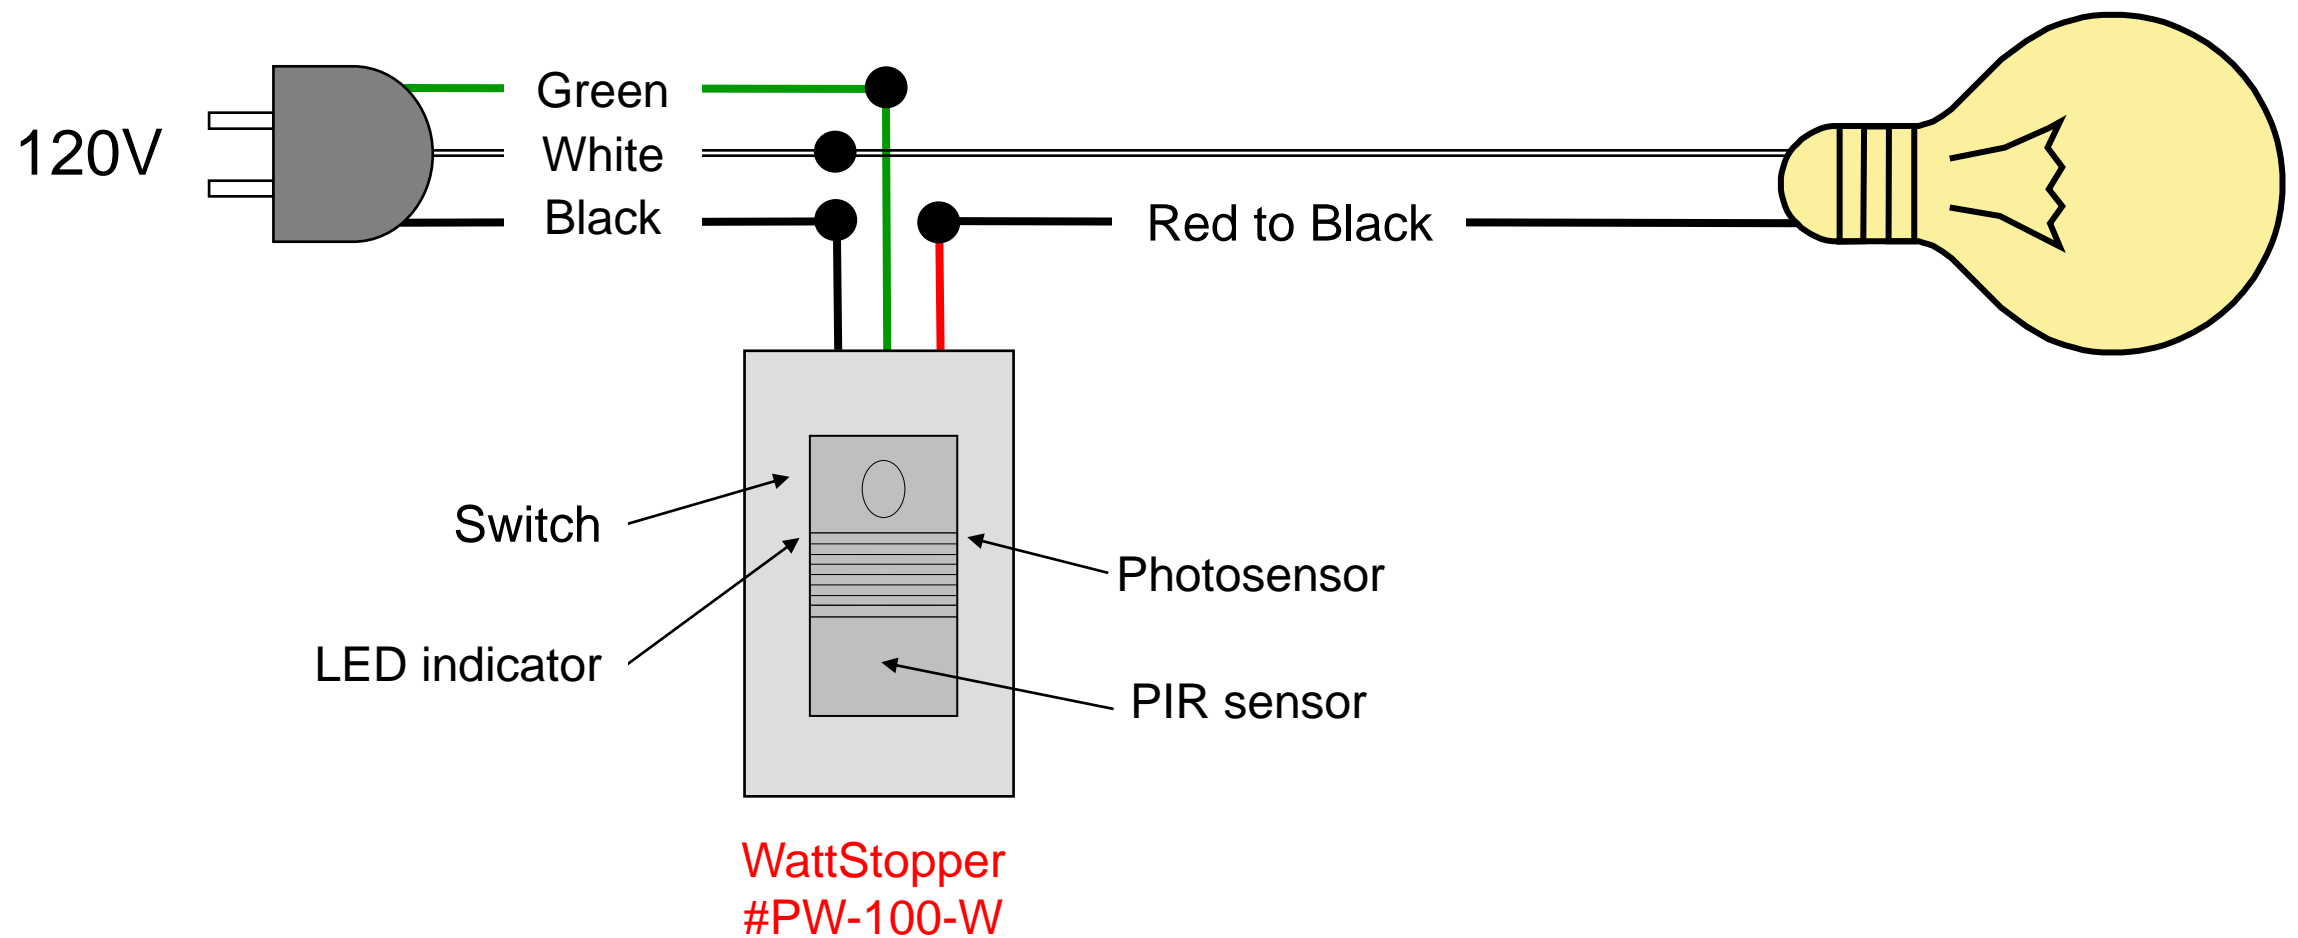 Green
120V
White
Black
Red to Black
Switch
Photosensor
LED indicator
PIR sensor
WattStopper
#PW-100-W